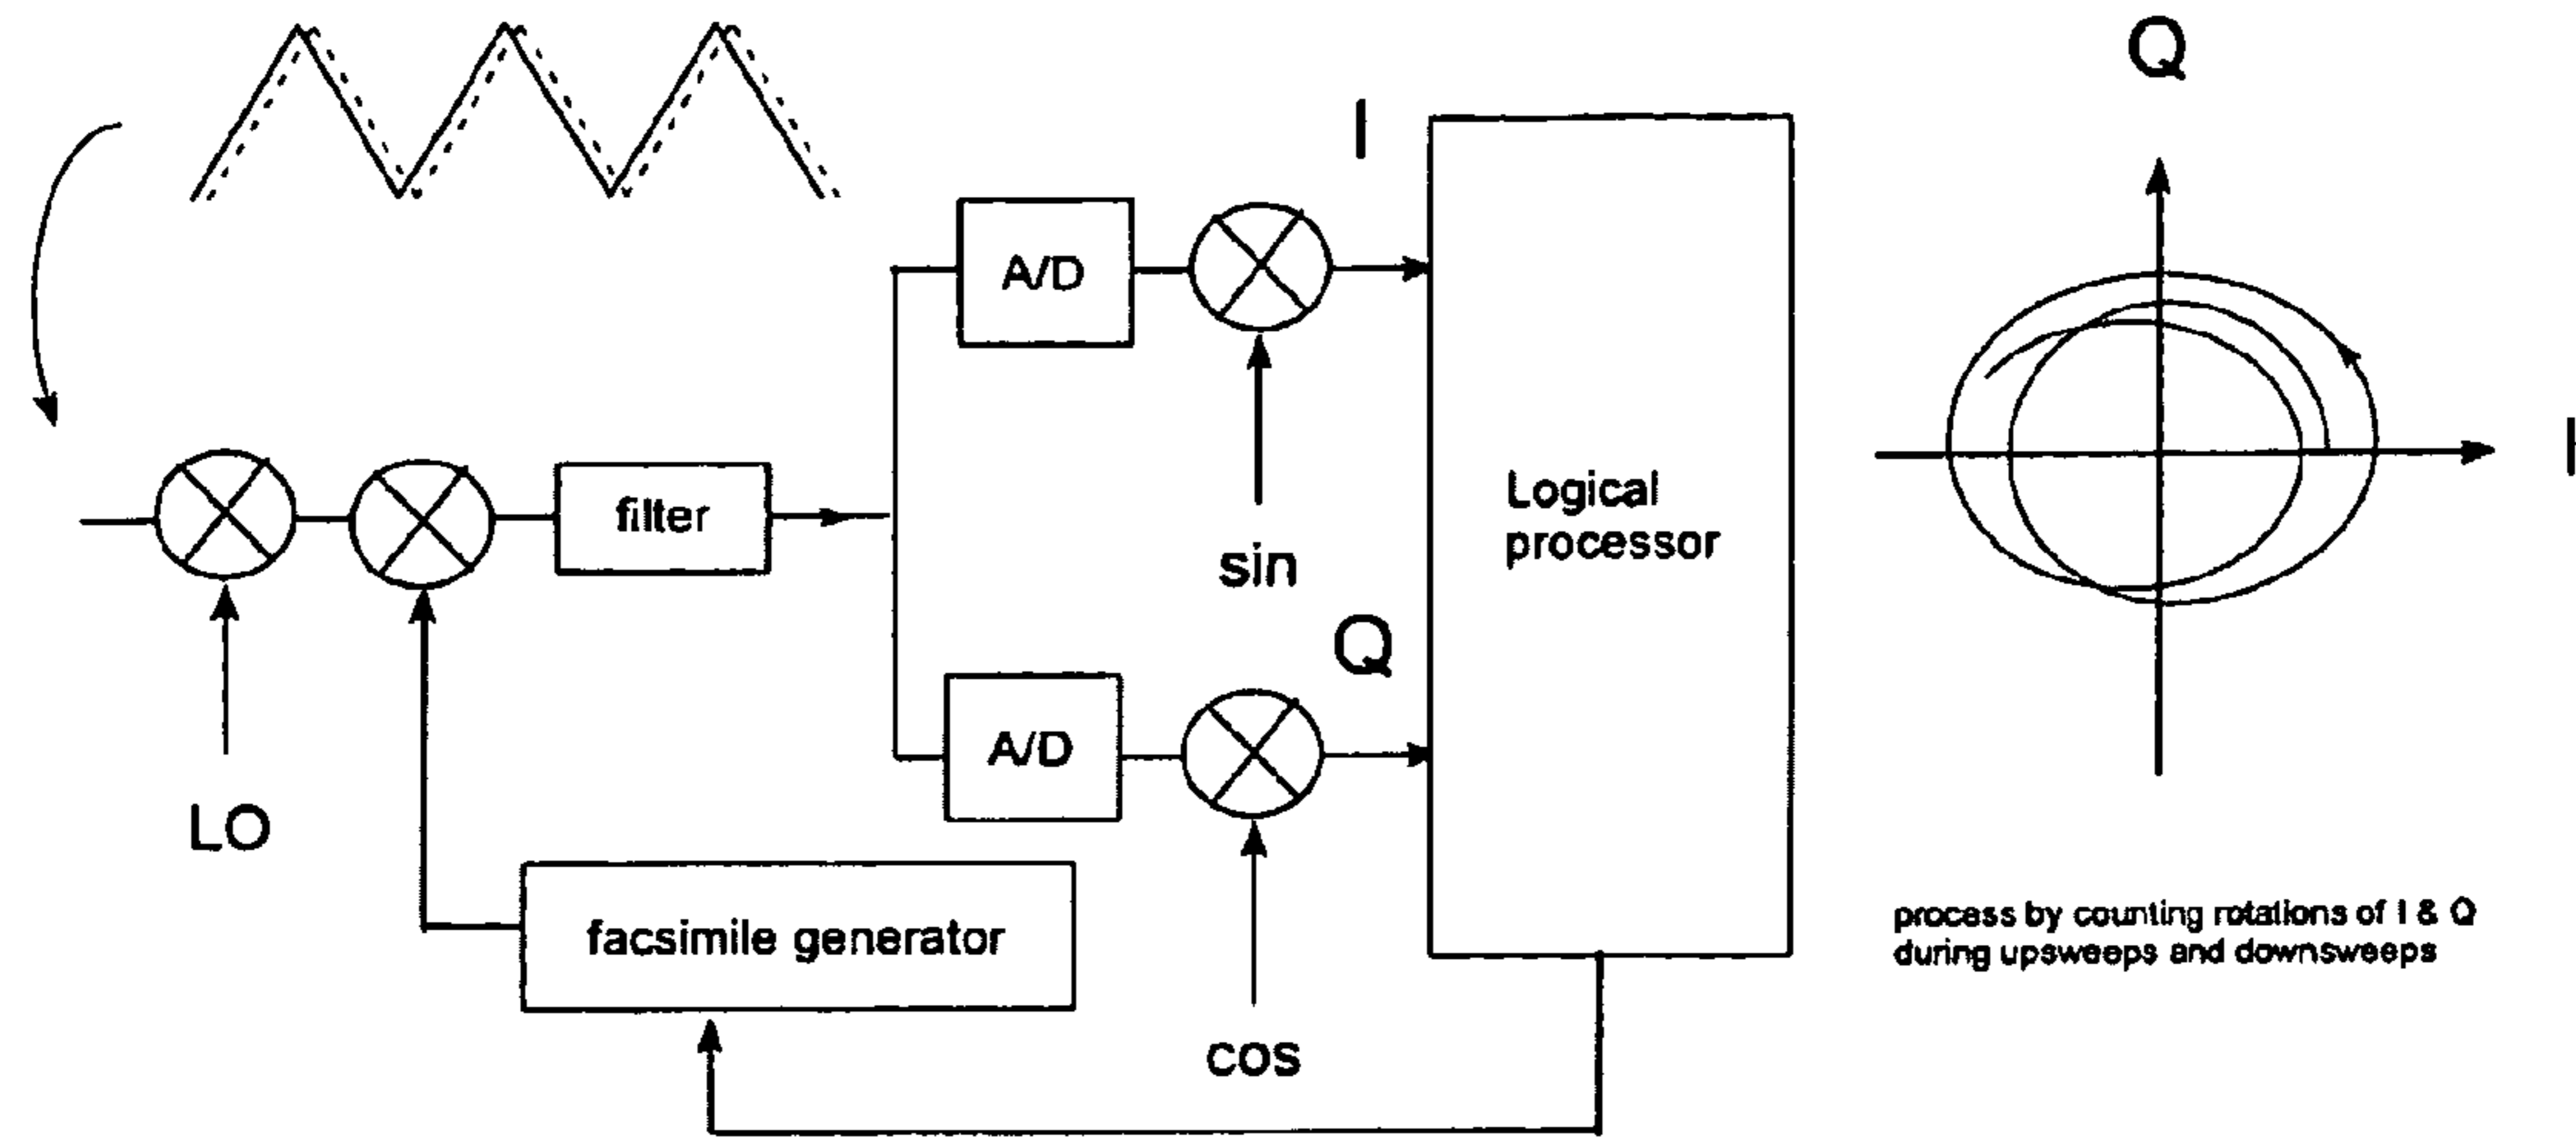 Q
I
A/D
I
filter
sin
Logical
processor
Q
A/D
LO
facsimile generator
cos
process by counting rotations of I & Q
during upsweeps and downsweeps